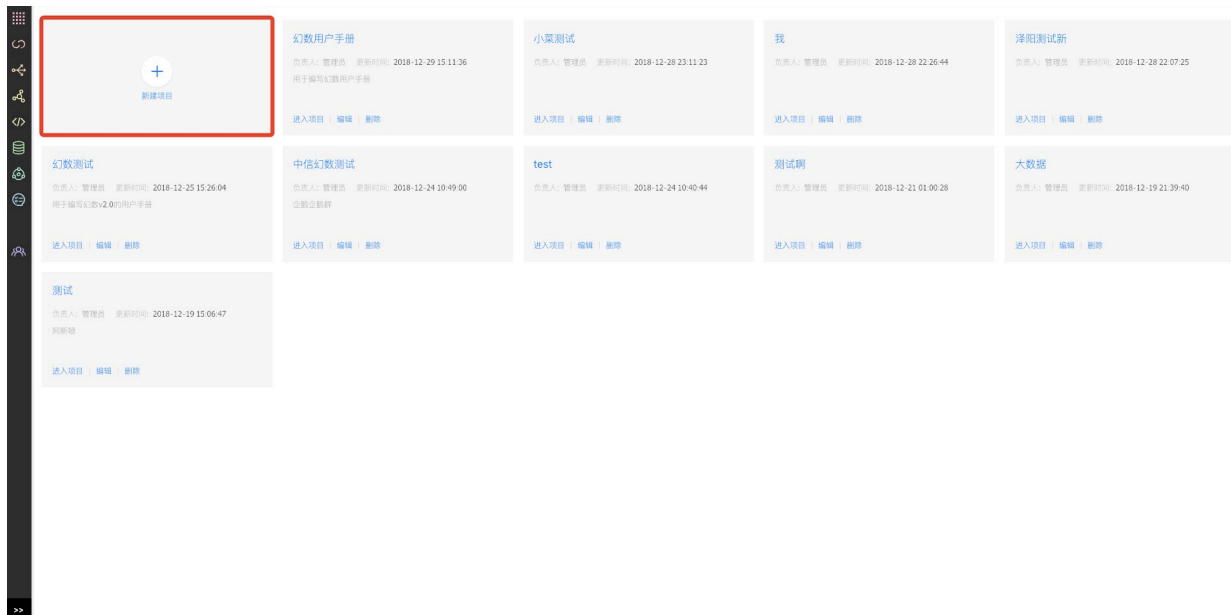 新建项目
幻数用户手册
负责人: 管理员 更新时间: 2018-12-29 15:11:36
用于编写幻数用户手册
进入项目 | 编辑 | 删除
小菜测试
负责人: 管理员 更新时间: 2018-12-28 23:11:23
进入项目 | 编辑 | 删除
我
负责人: 管理员 更新时间: 2018-12-28 22:26:44
进入项目 | 编辑 | 删除
泽阳测试新
负责人: 管理员 更新时间: 2018-12-28 22:07:25
进入项目 | 编辑 | 删除
幻数测试
负责人: 管理员 更新时间: 2018-12-25 15:26:04
用于编写幻数v2.0的用户手册
进入项目 | 编辑 | 删除
中信幻数测试
负责人: 管理员 更新时间: 2018-12-24 10:49:00
企鹅企鹅群
进入项目 | 编辑 | 删除
test
负责人: 管理员 更新时间: 2018-12-24 10:40:44
进入项目 | 编辑 | 删除
测试啊
负责人: 管理员 更新时间: 2018-12-21 01:00:28
进入项目 | 编辑 | 删除
大数据
负责人: 管理员 更新时间: 2018-12-19 21:39:40
进入项目 | 编辑 | 删除
测试
负责人: 管理员 更新时间: 2018-12-19 15:06:47
进入项目 | 编辑 | 删除
>>